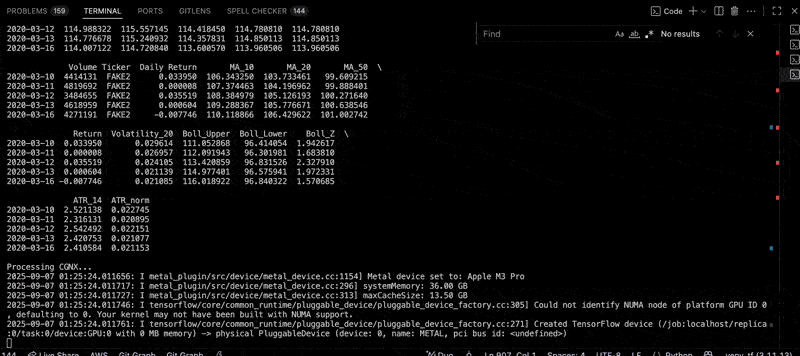 PROBLEMS 159 TERMINAL PORTS GITLENS SPELL CHECKER 144 Code
Find Aa ab .* No results
2020-03-12 114.988322 115.557145 114.418450 114.780810 114.780810
2020-03-13 114.776678 115.240932 114.357831 114.850113 114.850113
2020-03-16 114.007122 114.720840 113.600570 113.960506 113.960506
Volume Ticker Daily Return MA_10 MA_20 MA_50 \
2020-03-10 4414131 FAKE2 0.033950 106.343250 103.733461 99.609215
2020-03-11 4819692 FAKE2 0.000008 107.374463 104.196962 99.888401
2020-03-12 3484655 FAKE2 0.035519 108.384979 105.126193 100.271640
2020-03-13 4618959 FAKE2 0.000604 109.288367 105.776671 100.638546
2020-03-16 4271191 FAKE2 -0.007746 110.118866 106.429622 101.002742
Return Volatility_20 Boll_Upper Boll_Lower Boll_Z \
2020-03-10 0.033950 0.029614 111.052868 96.414054 1.942617
2020-03-11 0.000008 0.026957 112.091943 96.301981 1.683810
2020-03-12 0.035519 0.024105 113.420859 96.831526 2.327910
2020-03-13 0.000604 0.021139 114.977401 96.575941 1.972331
2020-03-16 -0.007746 0.021085 116.018922 96.840322 1.570685
ATR_14 ATR_norm
2020-03-10 2.521138 0.022745
2020-03-11 2.316131 0.020895
2020-03-12 2.542492 0.022151
2020-03-13 2.420753 0.021077
2020-03-16 2.410584 0.021153
Processing CGNX...
2025-09-07 01:25:24.011656: I metal_plugin/src/device/metal_device.cc:1154] Metal device set to: Apple M3 Pro
2025-09-07 01:25:24.011717: I metal_plugin/src/device/metal_device.cc:296] systemMemory: 36.00 GB
2025-09-07 01:25:24.011727: I metal_plugin/src/device/metal_device.cc:313] maxCacheSize: 13.50 GB
2025-09-07 01:25:24.011746: I tensorflow/core/common_runtime/pluggable_device/pluggable_device_factory.cc:305] Could not identify NUMA node of platform GPU ID 0
, defaulting to 0. Your kernel may not have been built with NUMA support.
2025-09-07 01:25:24.011761: I tensorflow/core/common_runtime/pluggable_device/pluggable_device_factory.cc:271] Created TensorFlow device (/job:localhost/replica
:0/task:0/device:GPU:0 with 0 MB memory) -> physical PluggableDevice (device: 0, name: METAL, pci bus id: <undefined>)
Live Share AWS Git Graph Git Graph Duo Ln 907, Col 1 Spaces: 4 UTF-8 LF Python